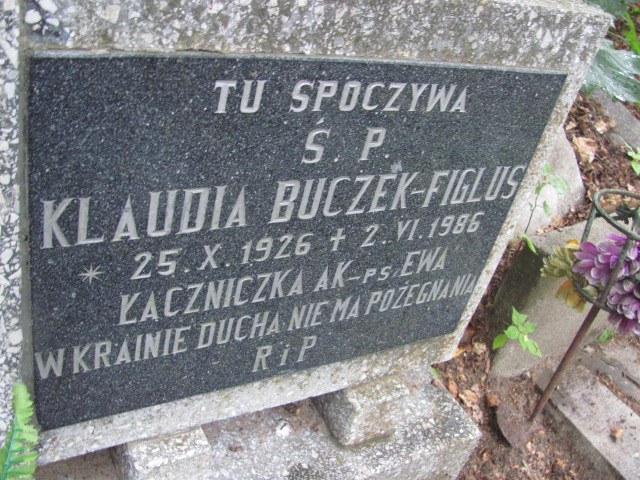 TU SPOCZYWA
Ś. P.
KLAUDIA BUCZEK-FIGLUS
* 25. X. 1926 + 2. VI. 1986
ŁĄCZNICZKA AK-PS. EWA
W KRAINIE DUCHA NIE MA POŻEGNANIA
R i P